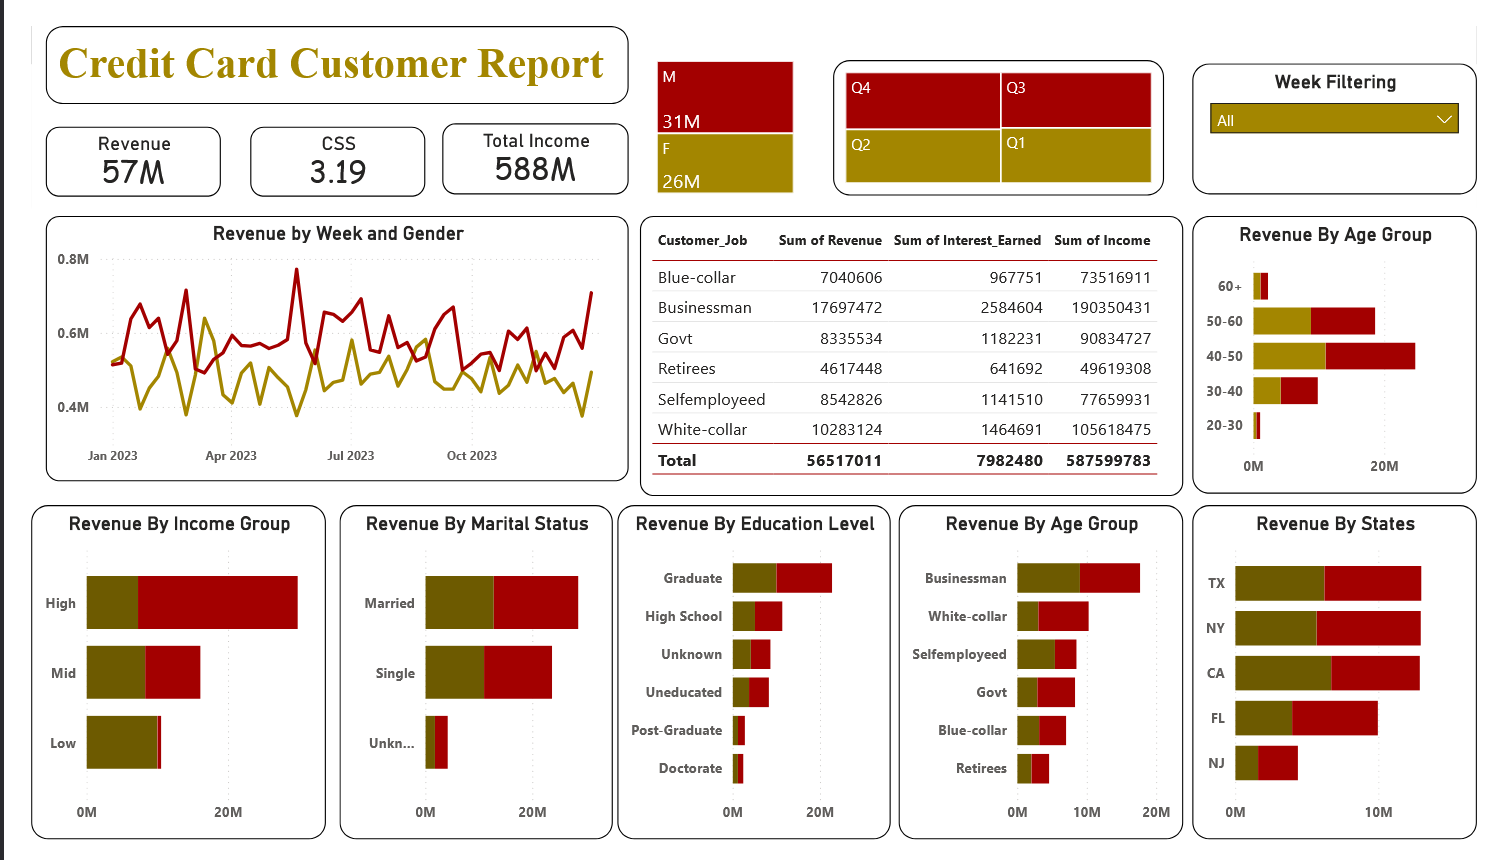 Credit Card Customer Report
Revenue
57M
CSS
3.19
Total Income
588M
M
31M
F
26M
Q4
Q3
Q2
Q1
Week Filtering
All
Revenue by Week and Gender
0.8M
0.6M
0.4M
Jan 2023 Apr 2023 Jul 2023 Oct 2023
Customer_Job Sum of Revenue Sum of Interest_Earned Sum of Income
Blue-collar 7040606 967751 73516911
Businessman 17697472 2584604 190350431
Govt 8335534 1182231 90834727
Retirees 4617448 641692 49619308
Selfemployeed 8542826 1141510 77659931
White-collar 10283124 1464691 105618475
Total 56517011 7982480 587599783
Revenue By Age Group
60+
50-60
40-50
30-40
20-30
0M 20M
Revenue By Income Group
High
Mid
Low
0M 20M
Revenue By Marital Status
Married
Single
Unkn...
0M 20M
Revenue By Education Level
Graduate
High School
Unknown
Uneducated
Post-Graduate
Doctorate
0M 20M
Revenue By Age Group
Businessman
White-collar
Selfemployeed
Govt
Blue-collar
Retirees
0M 10M 20M
Revenue By States
TX
NY
CA
FL
NJ
0M 10M